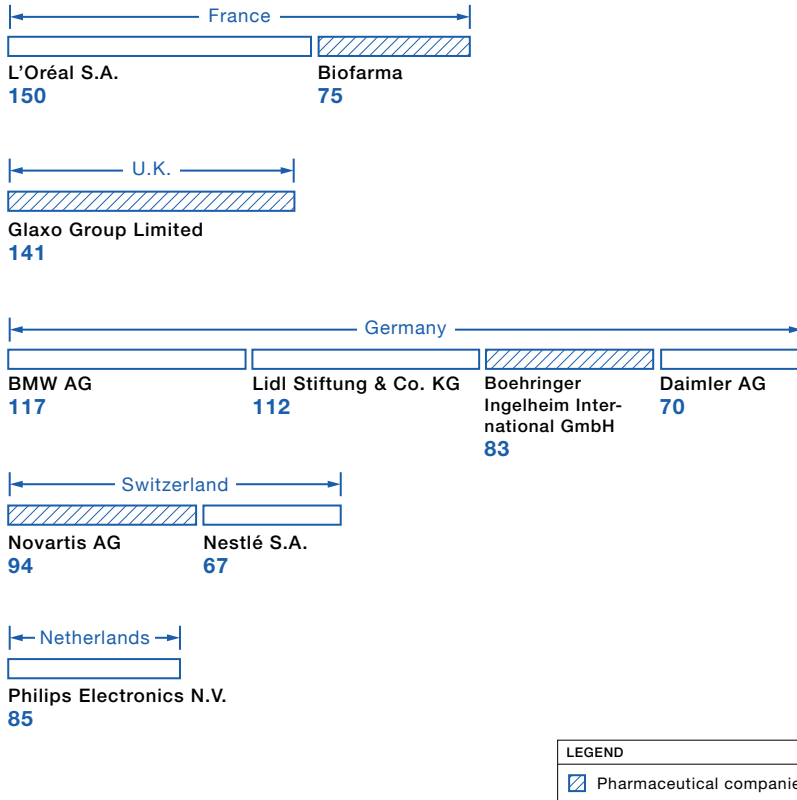 France
L'Oréal S.A.
150
Biofarma
75
U.K.
Glaxo Group Limited
141
Germany
BMW AG
117
Lidl Stiftung & Co. KG
112
Boehringer
Ingelheim Inter-
national GmbH
83
Daimler AG
70
Switzerland
Novartis AG
94
Nestlé S.A.
67
Netherlands
Philips Electronics N.V.
85
LEGEND
Pharmaceutical companie